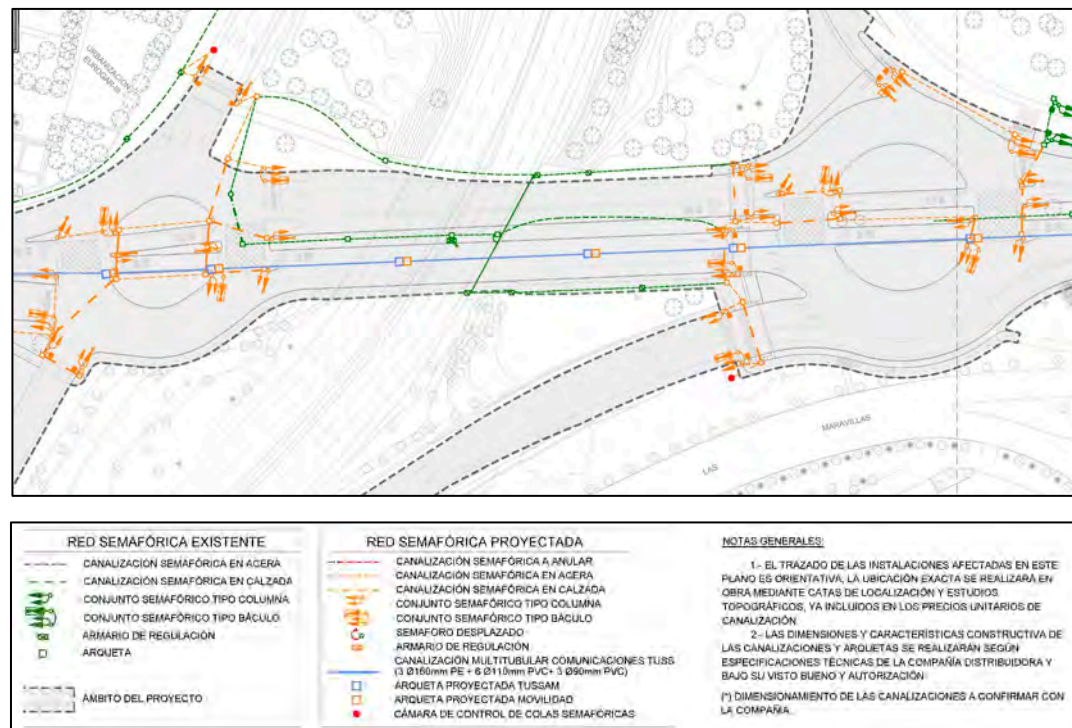 URBANIZACIÓN
MARAVILLAS
LAS
RED SEMAFÓRICA EXISTENTE
CANALIZACIÓN SEMAFÓRICA EN ACERA
CANALIZACIÓN SEMAFÓRICA EN CALZADA
CONJUNTO SEMAFÓRICO TIPO COLUMNA
CONJUNTO SEMAFÓRICO TIPO BÁCULO
ARMARIO DE REGULACIÓN
ARQUETA
ÁMBITO DEL PROYECTO
RED SEMAFÓRICA PROYECTADA
CANALIZACIÓN SEMAFÓRICA A ANULAR
CANALIZACIÓN SEMAFÓRICA EN ACERA
CANALIZACIÓN SEMAFÓRICA EN CALZADA
CONJUNTO SEMAFÓRICO TIPO COLUMNA
CONJUNTO SEMAFÓRICO TIPO BÁCULO
SEMAFORO DESPLAZADO
ARMARIO DE REGULACIÓN
CANALIZACIÓN MULTITUBULAR COMUNICACIONES TUSS
(3 Ø160mm PE + 6 Ø110mm PVC+ 3 Ø90mm PVC)
ARQUETA PROYECTADA TUSSAM
ARQUETA PROYECTADA MOVILIDAD
CÁMARA DE CONTROL DE COLAS SEMAFÓRICAS
NOTAS GENERALES:
1.- EL TRAZADO DE LAS INSTALACIONES AFECTADAS EN ESTE
PLANO ES ORIENTATIVA, LA UBICACIÓN EXACTA SE REALIZARÁ EN
OBRA MEDIANTE CATAS DE LOCALIZACIÓN Y ESTUDIOS
TOPOGRÁFICOS, YA INCLUIDOS EN LOS PRECIOS UNITARIOS DE
CANALIZACIÓN
2.- LAS DIMENSIONES Y CARACTERÍSTICAS CONSTRUCTIVA DE
LAS CANALIZACIONES Y ARQUETAS SE REALIZARÁN SEGÚN
ESPECIFICACIONES TÉCNICAS DE LA COMPAÑÍA DISTRIBUIDORA Y
BAJO SU VISTO BUENO Y AUTORIZACIÓN
(*) DIMENSIONAMIENTO DE LAS CANALIZACIONES A CONFIRMAR CON
LA COMPAÑÍA.